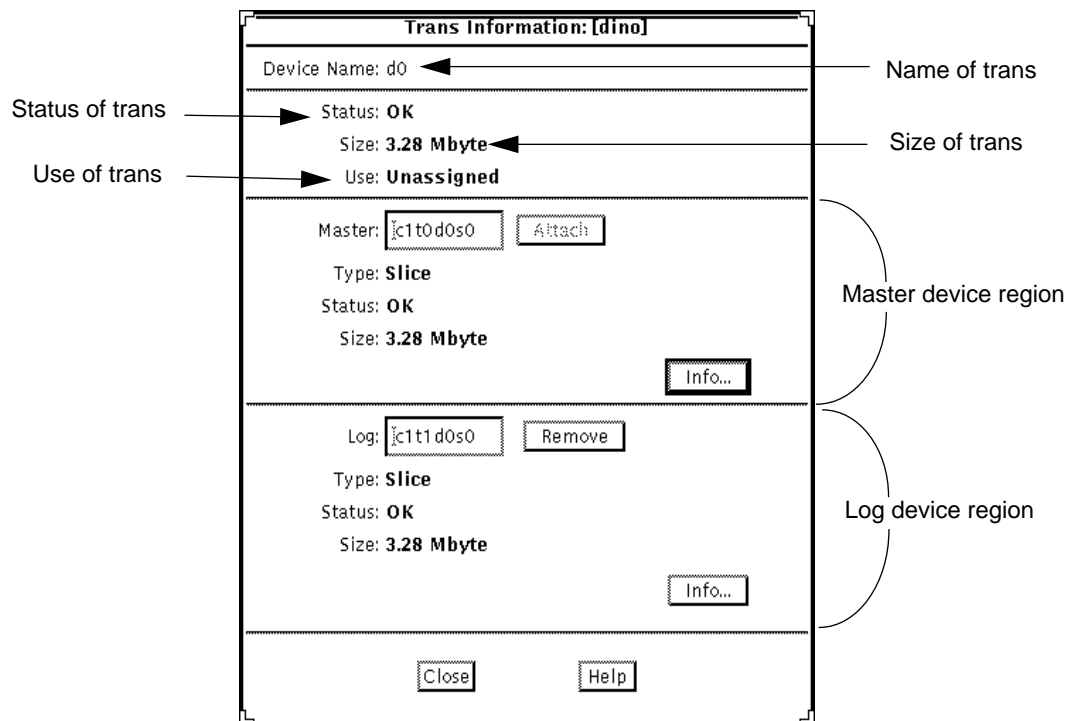 Trans Information: [dino]
Device Name: d0
Name of trans
Status of trans
Status: OK
Size: 3.28 Mbyte
Size of trans
Use of trans
Use: Unassigned
Master: c1t0d0s0 Attach
Type: Slice
Status: OK
Size: 3.28 Mbyte
Info...
Master device region
Log: c1t1d0s0 Remove
Type: Slice
Status: OK
Size: 3.28 Mbyte
Info...
Log device region
Close Help